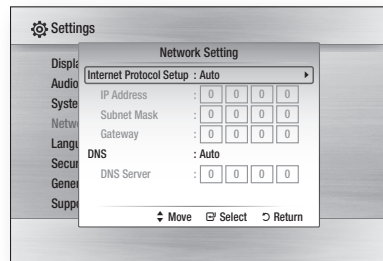 Settings
Network Setting
Internet Protocol Setup : Auto
IP Address : 0 0 0 0
Subnet Mask : 0 0 0 0
Gateway : 0 0 0 0
DNS : Auto
DNS Server : 0 0 0 0
Move Select Return
Displa
Audio
Syste
Netwo
Langu
Secur
Gener
Suppo